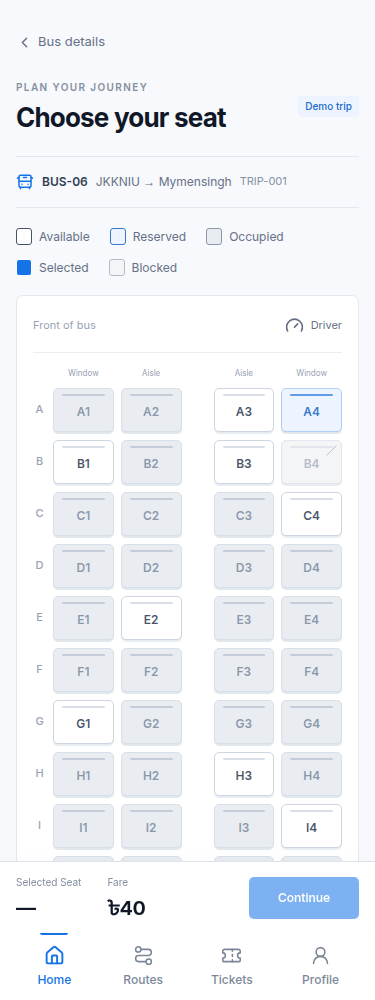 Bus details
PLAN YOUR JOURNEY
Choose your seat
Demo trip
BUS-06 JKKNIU → Mymensingh TRIP-001
Available Reserved Occupied
Selected Blocked
Front of bus Driver
Window Aisle Aisle Window
A A1 A2 A3 A4
B B1 B2 B3 B4
C C1 C2 C3 C4
D D1 D2 D3 D4
E E1 E2 E3 E4
F F1 F2 F3 F4
G G1 G2 G3 G4
H H1 H2 H3 H4
I I1 I2 I3 I4
Selected Seat Fare
— ৳40
Continue
Home Routes Tickets Profile